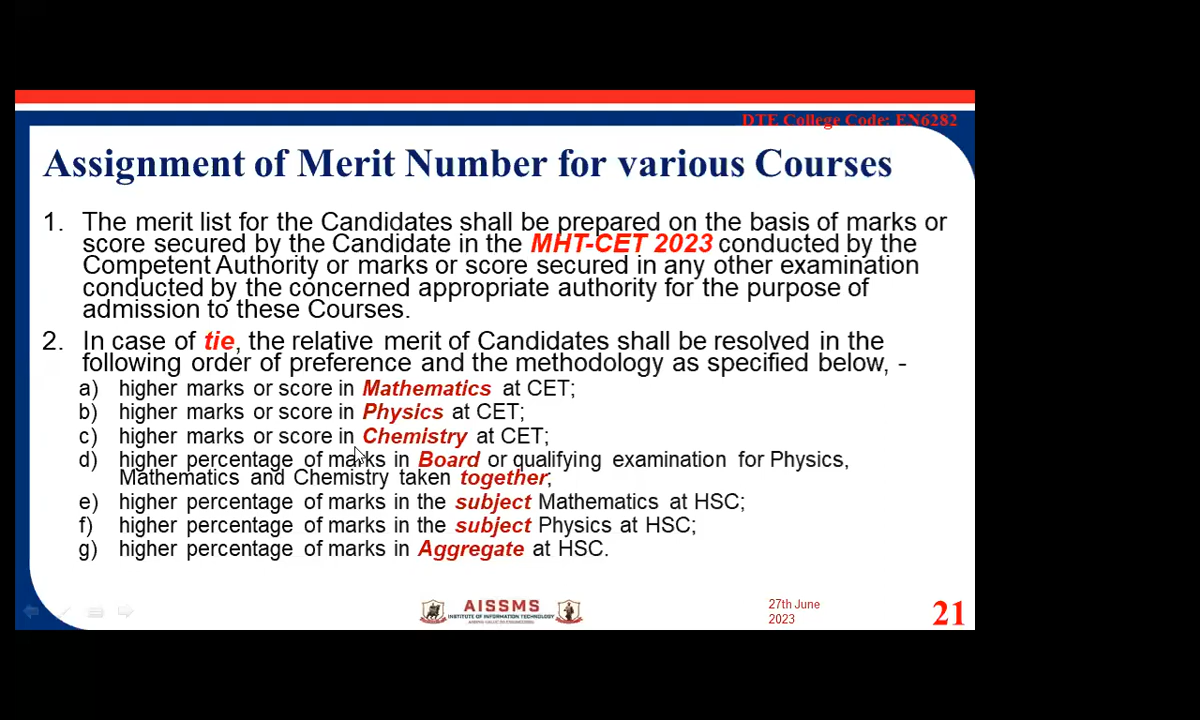 DTE College Code: EN6282
Assignment of Merit Number for various Courses
1. The merit list for the Candidates shall be prepared on the basis of marks or
score secured by the Candidate in the MHT-CET 2023 conducted by the
Competent Authority or marks or score secured in any other examination
conducted by the concerned appropriate authority for the purpose of
admission to these Courses.
2. In case of tie, the relative merit of Candidates shall be resolved in the
following order of preference and the methodology as specified below, -
a) higher marks or score in Mathematics at CET;
b) higher marks or score in Physics at CET;
c) higher marks or score in Chemistry at CET;
d) higher percentage of marks in Board or qualifying examination for Physics,
Mathematics and Chemistry taken together;
e) higher percentage of marks in the subject Mathematics at HSC;
f) higher percentage of marks in the subject Physics at HSC;
g) higher percentage of marks in Aggregate at HSC.
AISSMS
INSTITUTE OF INFORMATION TECHNOLOGY
27th June
2023
21